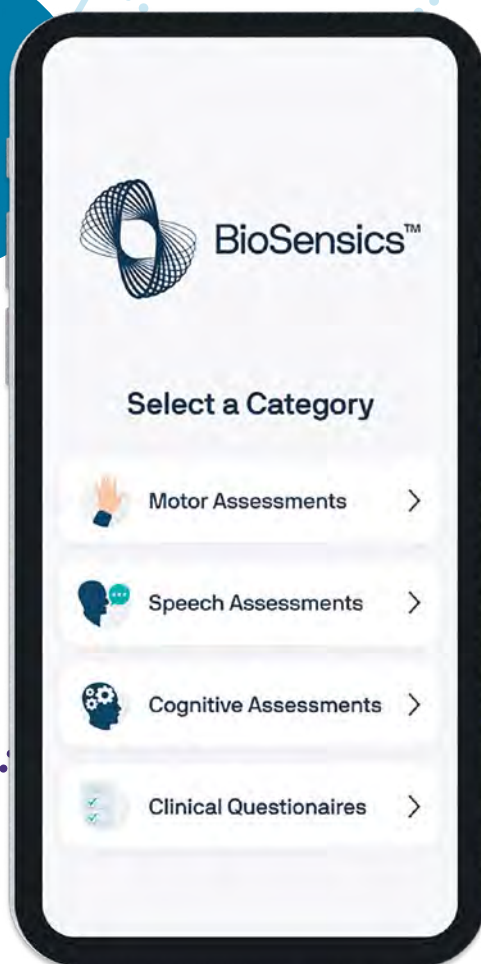 BioSensics™
Select a Category
Motor Assessments
Speech Assessments
Cognitive Assessments
Clinical Questionaires